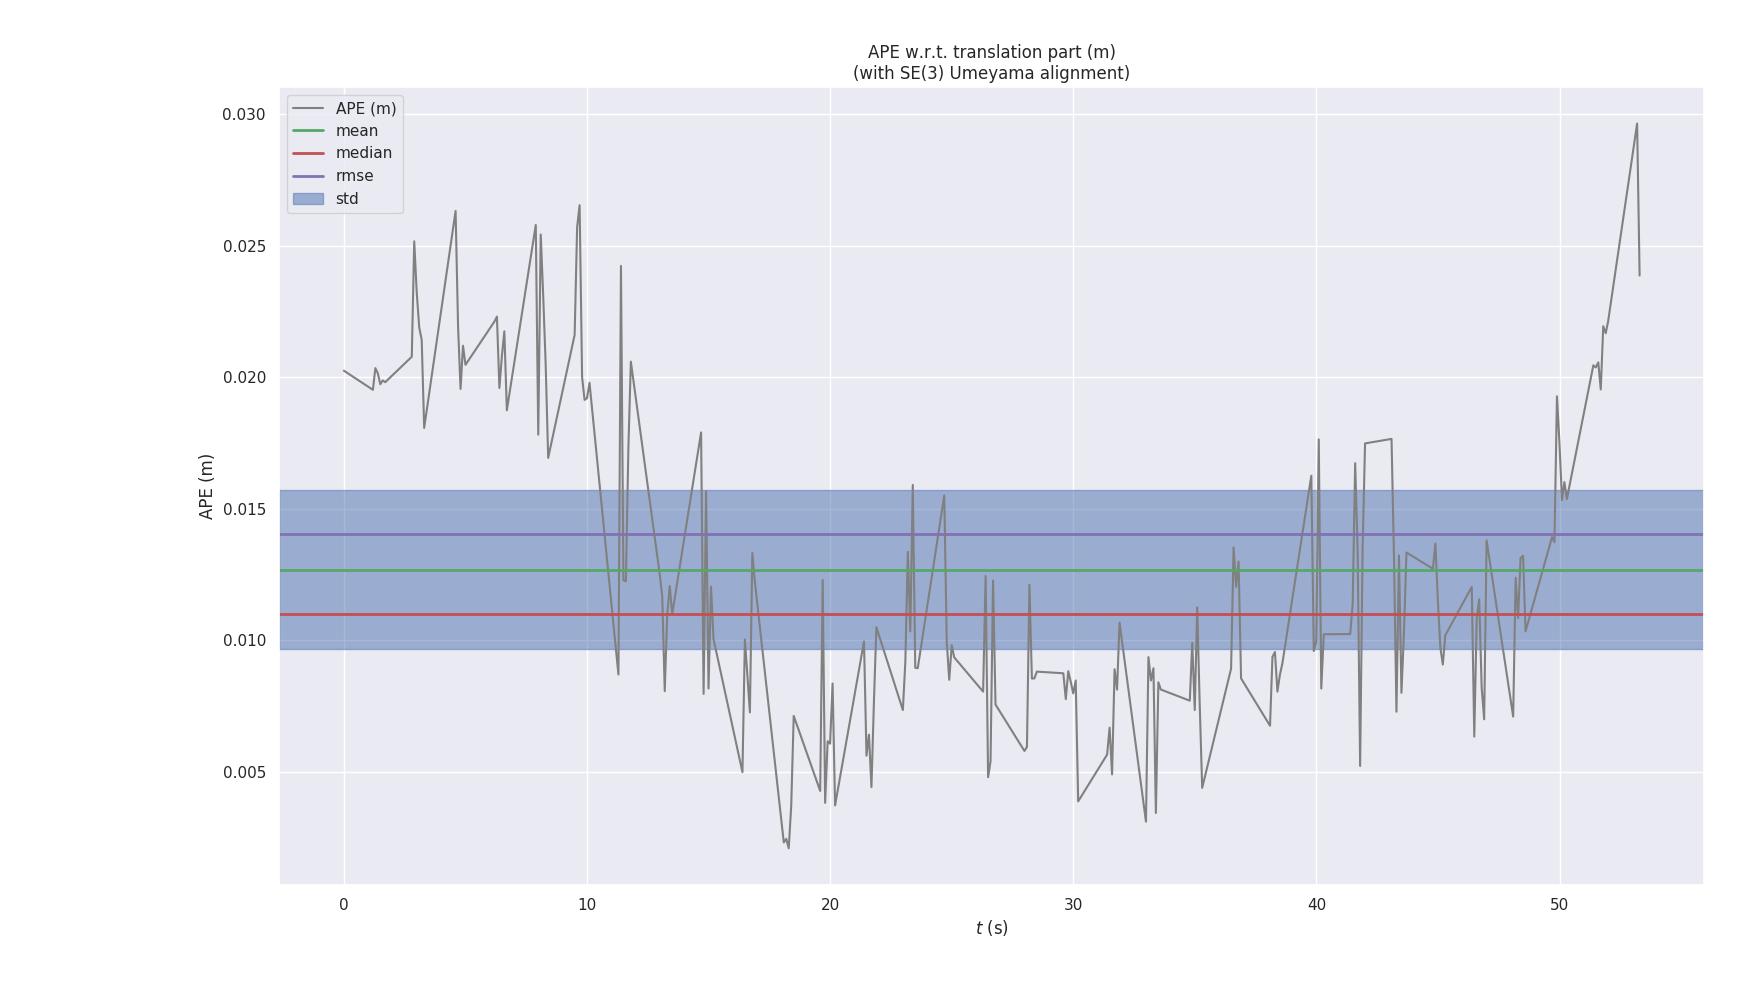 APE w.r.t. translation part (m)
(with SE(3) Umeyama alignment)
APE (m)
mean
median
rmse
std
0.030
0.025
0.020
0.015
0.010
0.005
APE (m)
0 10 20 30 40 50
t (s)